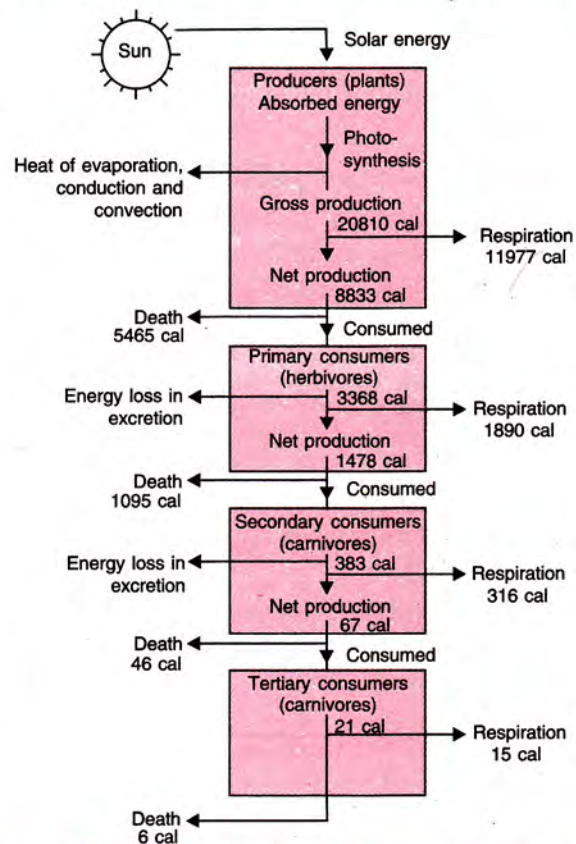 Sun
Solar energy
Producers (plants)
Absorbed energy
Photo-
synthesis
Heat of evaporation,
conduction and
convection
Gross production
20810 cal
Respiration
11977 cal
Net production
8833 cal
Death
5465 cal
Consumed
Primary consumers
(herbivores)
3368 cal
Energy loss in
excretion
Respiration
1890 cal
Net production
1478 cal
Death
1095 cal
Consumed
Secondary consumers
(carnivores)
383 cal
Energy loss in
excretion
Respiration
316 cal
Net production
67 cal
Death
46 cal
Consumed
Tertiary consumers
(carnivores)
21 cal
Respiration
15 cal
Death
6 cal